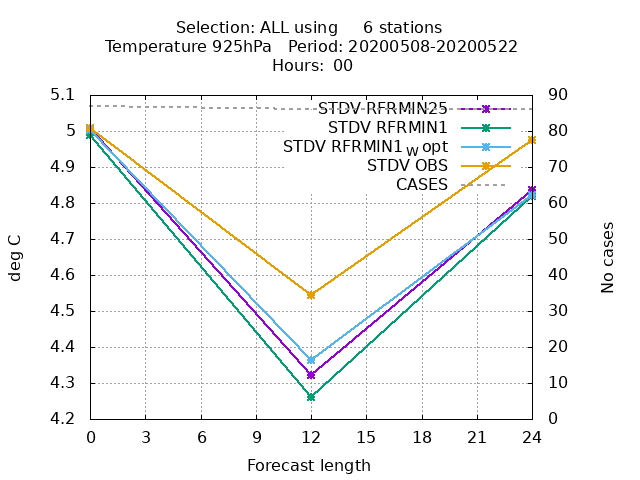 Selection: ALL using 6 stations
Temperature 925hPa Period: 20200508-20200522
Hours: 00
5.1
5
4.9
4.8
4.7
4.6
4.5
4.4
4.3
4.2
deg C
STDV RFRMIN25
STDV RFRMIN1
STDV RFRMIN1 W opt
STDV OBS
CASES
90
80
70
60
50
40
30
20
10
0
No cases
0 3 6 9 12 15 18 21 24
Forecast length